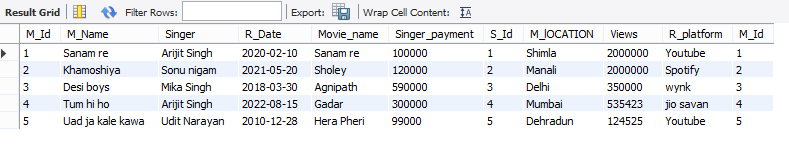 Result Grid Filter Rows: Export: Wrap Cell Content: IA
M_Id M_Name Singer R_Date Movie_name Singer_payment S_Id M_lOCATION Views R_platform M_Id
1 Sanam re Arijit Singh 2020-02-10 Sanam re 100000 1 Shimla 2000000 Youtube 1
2 Khamoshiya Sonu nigam 2021-05-20 Sholey 120000 2 Manali 2000000 Spotify 2
3 Desi boys Mika Singh 2018-03-30 Agnipath 590000 3 Delhi 350000 wynk 3
4 Tum hi ho Arijit Singh 2022-08-15 Gadar 300000 4 Mumbai 535423 jio savan 4
5 Uad ja kale kawa Udit Narayan 2010-12-28 Hera Pheri 99000 5 Dehradun 124525 Youtube 5